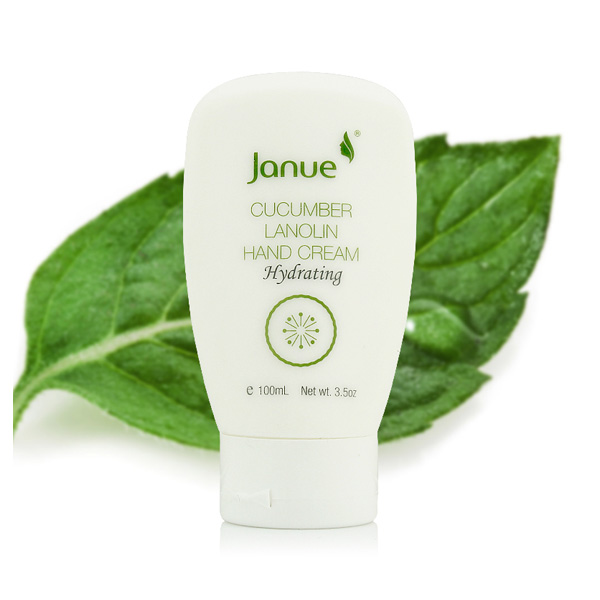 Janue®
CUCUMBER
LANOLIN
HAND CREAM
Hydrating
e 100mL Net wt. 3.5oz